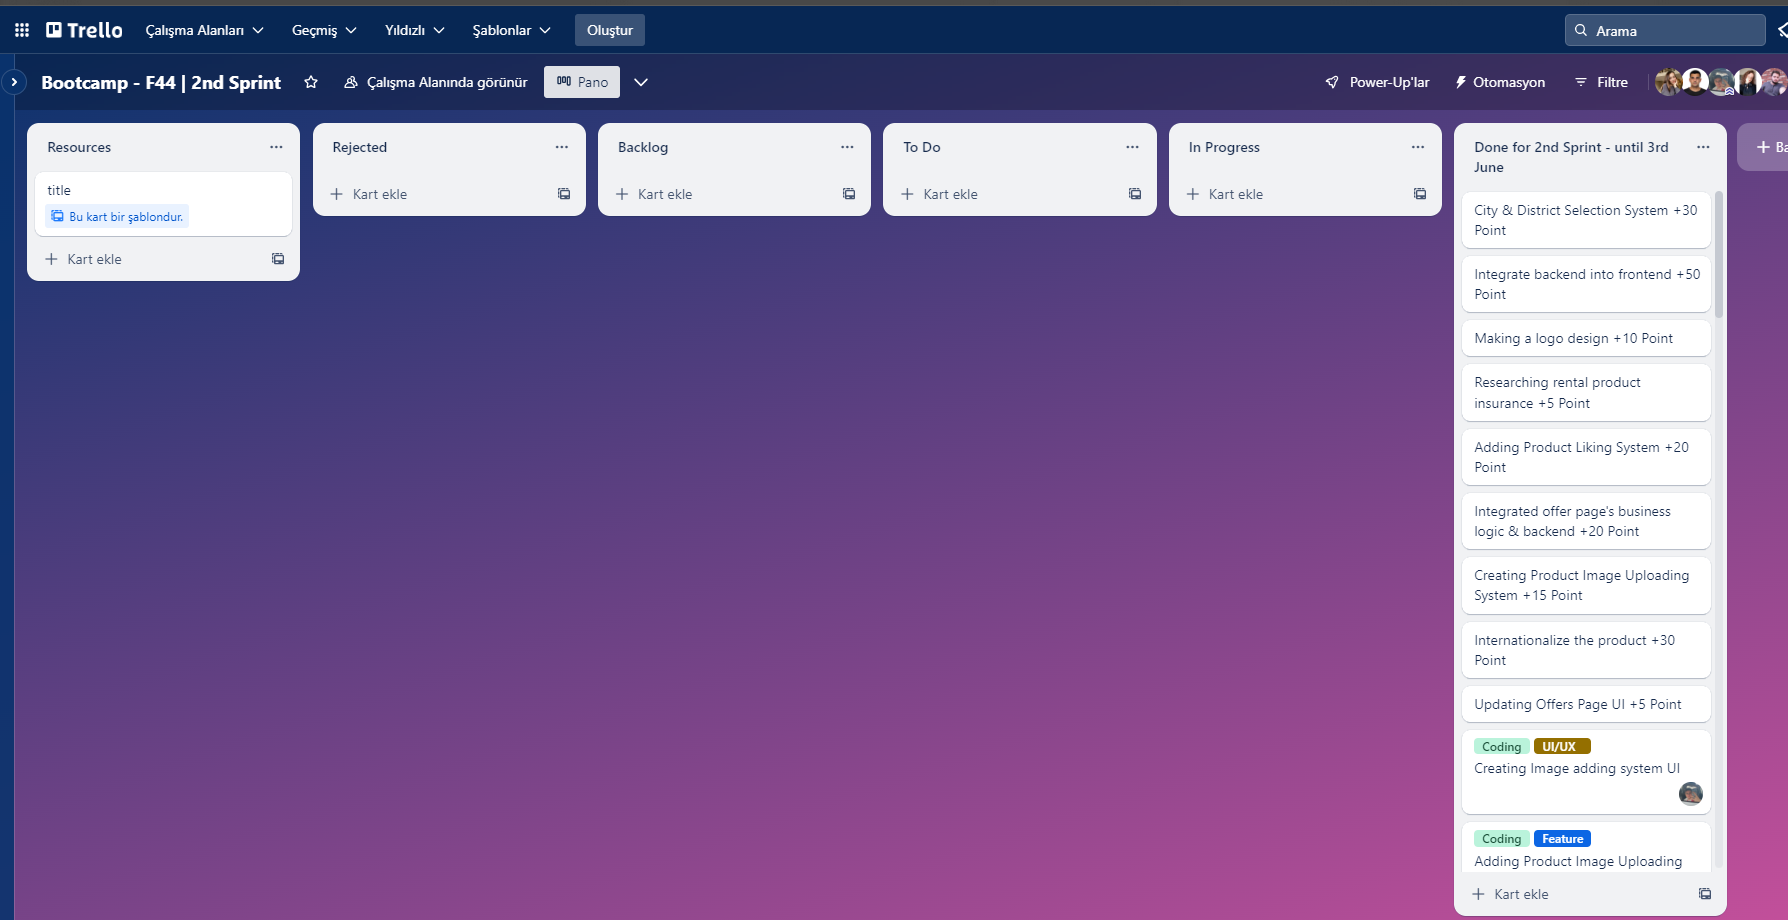 Trello
Çalışma Alanları
Geçmiş
Yıldızlı
Şablonlar
Oluştur
Arama
Bootcamp - F44 | 2nd Sprint
Çalışma Alanında görünür
Pano
Power-Up'lar
Otomasyon
Filtre
Resources
title
Bu kart bir şablondur.
Kart ekle
Rejected
Kart ekle
Backlog
Kart ekle
To Do
Kart ekle
In Progress
Kart ekle
Done for 2nd Sprint - until 3rd
June
City & District Selection System +30
Point
Integrate backend into frontend +50
Point
Making a logo design +10 Point
Researching rental product
insurance +5 Point
Adding Product Liking System +20
Point
Integrated offer page's business
logic & backend +20 Point
Creating Product Image Uploading
System +15 Point
Internationalize the product +30
Point
Updating Offers Page UI +5 Point
Coding UI/UX
Creating Image adding system UI
Coding Feature
Adding Product Image Uploading
Kart ekle